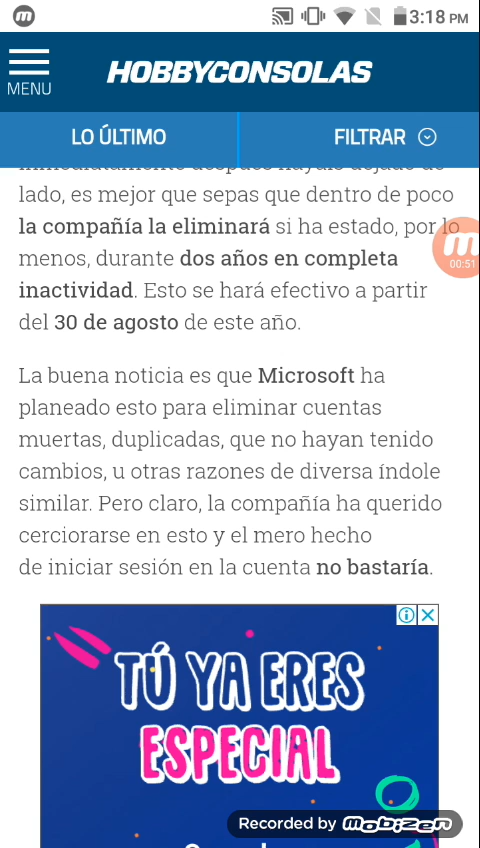 3:18 PM
MENU
HOBBYCONSOLAS
LO ÚLTIMO
FILTRAR
lado, es mejor que sepas que dentro de poco
la compañía la eliminará si ha estado, por lo
menos, durante dos años en completa
inactividad. Esto se hará efectivo a partir
del 30 de agosto de este año.
00:51
La buena noticia es que Microsoft ha
planeado esto para eliminar cuentas
muertas, duplicadas, que no hayan tenido
cambios, u otras razones de diversa índole
similar. Pero claro, la compañía ha querido
cerciorarse en esto y el mero hecho
de iniciar sesión en la cuenta no bastaría.
TÚ YA ERES
ESPECIAL
Recorded by mobizen